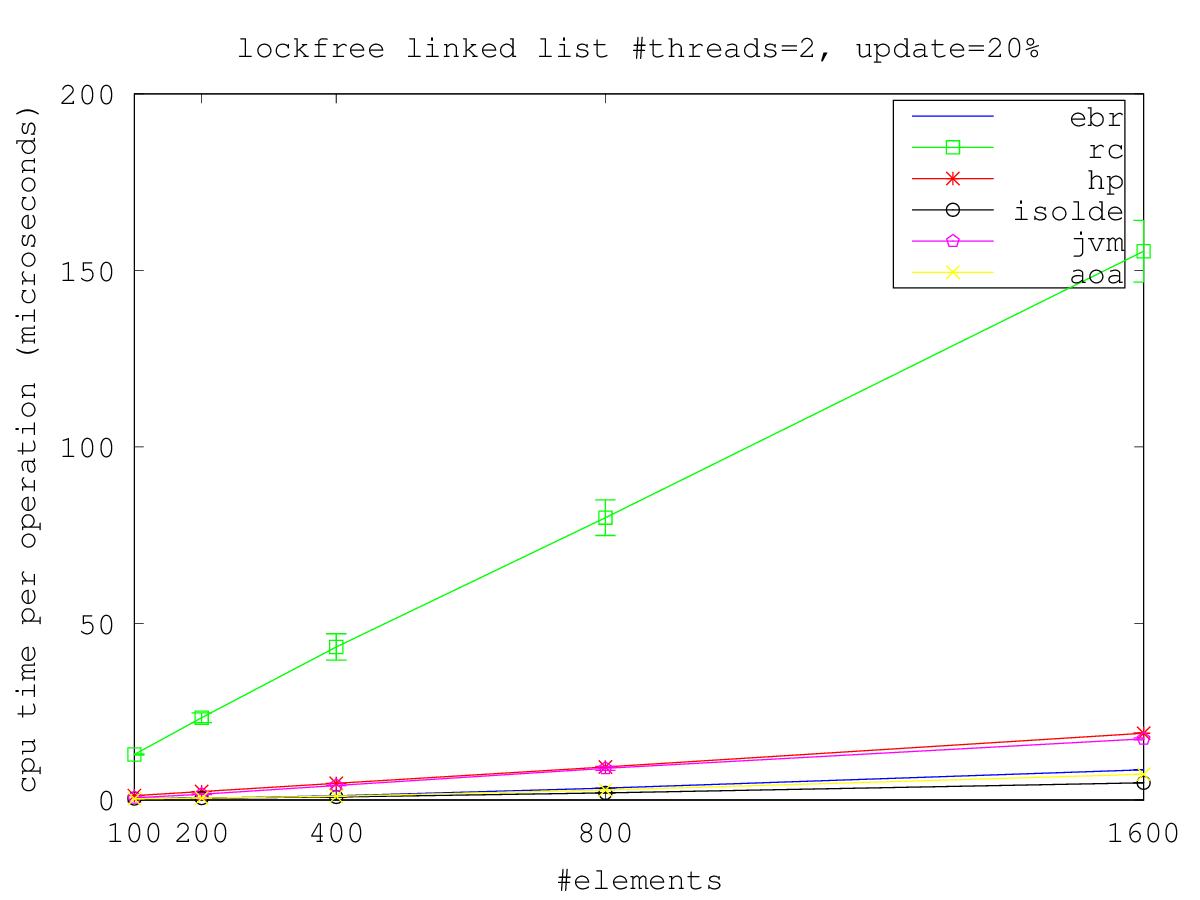 lockfree linked list #threads=2, update=20%
cpu time per operation (microseconds)
200
150
100
50
0
ebr
rc
hp
isolde
jvm
aoa
100 200 400 800 1600
#elements